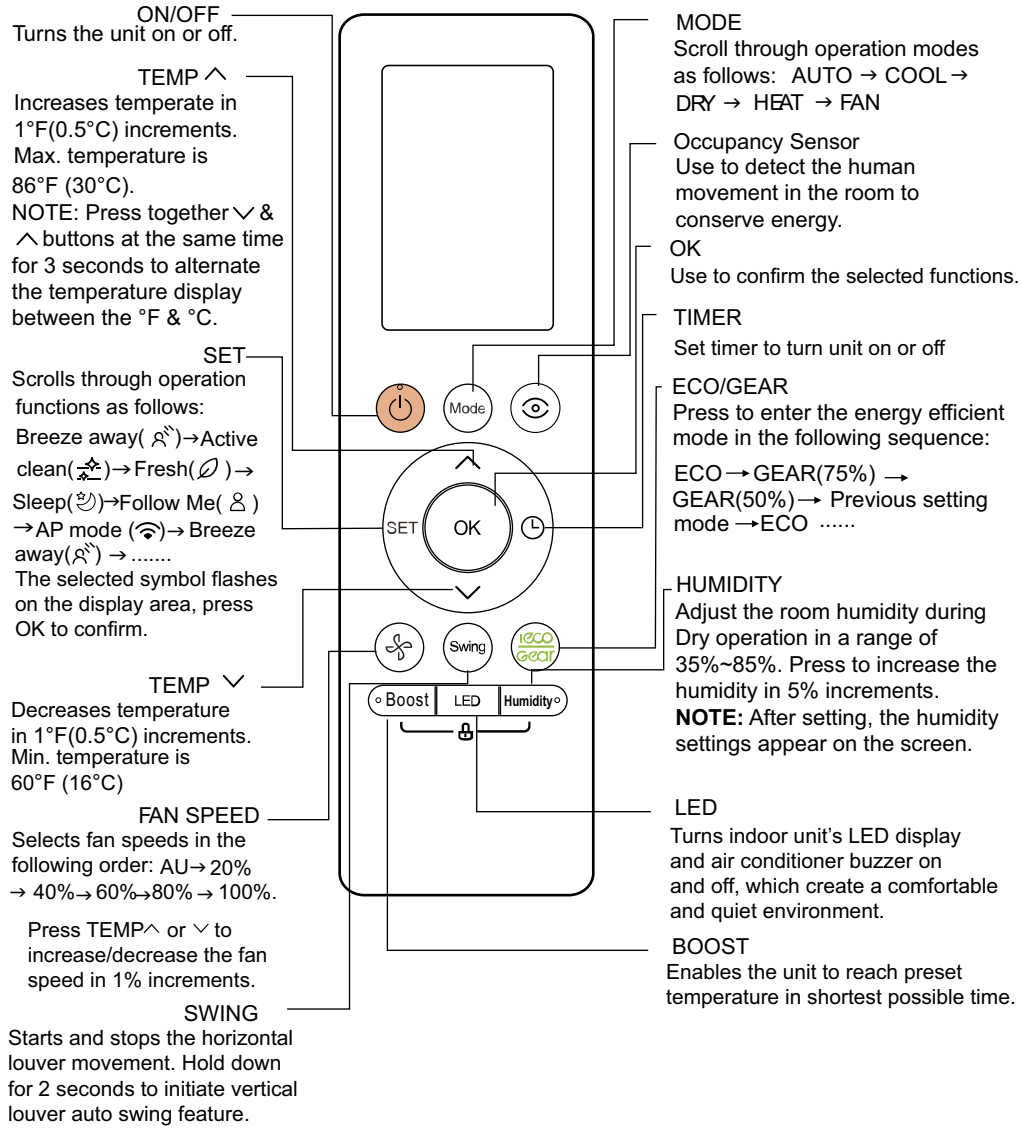 ON/OFF
Turns the unit on or off.
TEMP ︿
Increases temperate in
1°F(0.5°C) increments.
Max. temperature is
86°F (30°C).
NOTE: Press together ﹀ &
︿ buttons at the same time
for 3 seconds to alternate
the temperature display
between the °F & °C.
SET
Scrolls through operation
functions as follows:
Breeze away( )→Active
clean( )→Fresh( )→
Sleep( )→Follow Me( )
→AP mode ( )→ Breeze
away( ) → .......
The selected symbol flashes
on the display area, press
OK to confirm.
TEMP ﹀
Decreases temperature
in 1°F(0.5°C) increments.
Min. temperature is
60°F (16°C)
FAN SPEED
Selects fan speeds in the
following order: AU→ 20%
→ 40%→ 60%→80% → 100%.
Press TEMP︿ or ﹀ to
increase/decrease the fan
speed in 1% increments.
SWING
Starts and stops the horizontal
louver movement. Hold down
for 2 seconds to initiate vertical
louver auto swing feature.
Mode
SET
OK
Swing
ieco
Gear
Boost
LED
Humidity
MODE
Scroll through operation modes
as follows: AUTO → COOL →
DRY → HEAT → FAN
Occupancy Sensor
Use to detect the human
movement in the room to
conserve energy.
OK
Use to confirm the selected functions.
TIMER
Set timer to turn unit on or off
ECO/GEAR
Press to enter the energy efficient
mode in the following sequence:
ECO → GEAR(75%) →
GEAR(50%)→ Previous setting
mode →ECO ......
HUMIDITY
Adjust the room humidity during
Dry operation in a range of
35%~85%. Press to increase the
humidity in 5% increments.
NOTE: After setting, the humidity
settings appear on the screen.
LED
Turns indoor unit's LED display
and air conditioner buzzer on
and off, which create a comfortable
and quiet environment.
BOOST
Enables the unit to reach preset
temperature in shortest possible time.